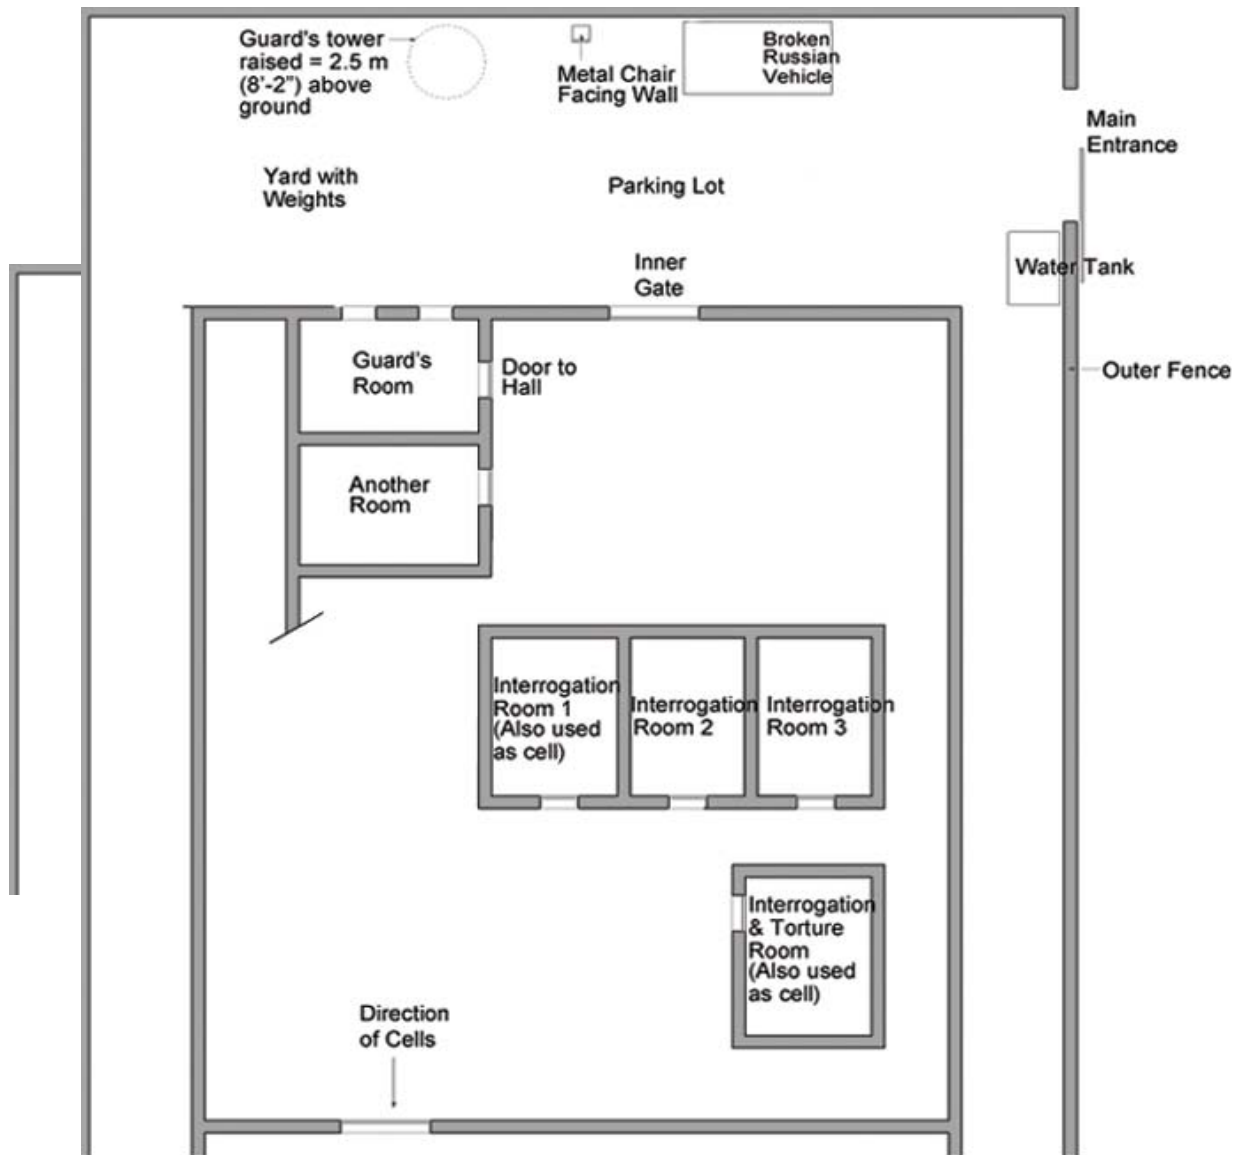 Guard's tower
raised = 2.5 m
(8'-2") above
ground
Metal Chair
Facing Wall
Broken
Russian
Vehicle
Main
Entrance
Yard with
Weights
Parking Lot
Inner
Gate
Water Tank
Guard's
Room
Door to
Hall
Outer Fence
Another
Room
Interrogation
Room 1
(Also used
as cell)
Interrogation
Room 2
Interrogation
Room 3
Interrogation
& Torture
Room
(Also used
as cell)
Direction
of Cells